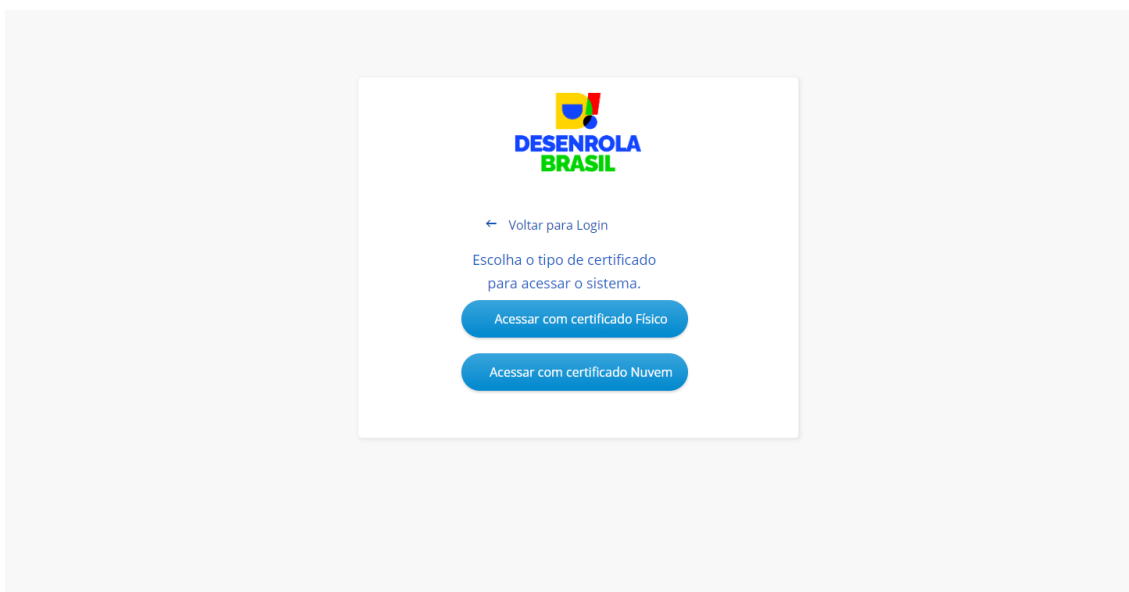 DESENROLA
BRASIL
← Voltar para Login
Escolha o tipo de certificado
para acessar o sistema.
Acessar com certificado Físico
Acessar com certificado Nuvem